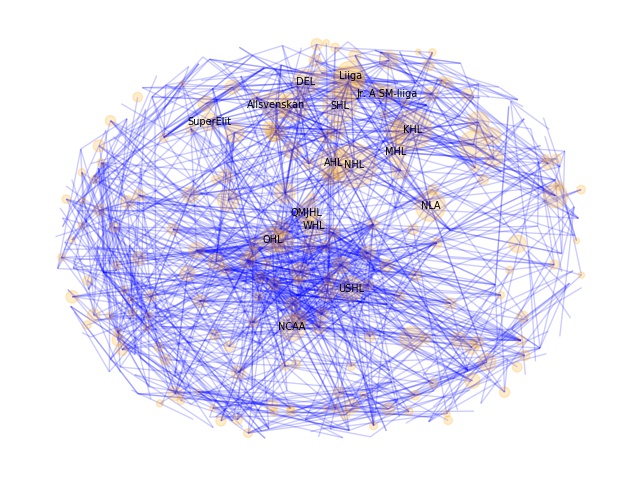 Liiga
DEL
Jr. A SM-liiga
Allsvenskan
SHL
SuperElit
KHL
MHL
AHL
NHL
NLA
QMJHL
WHL
OHL
USHL
NCAA